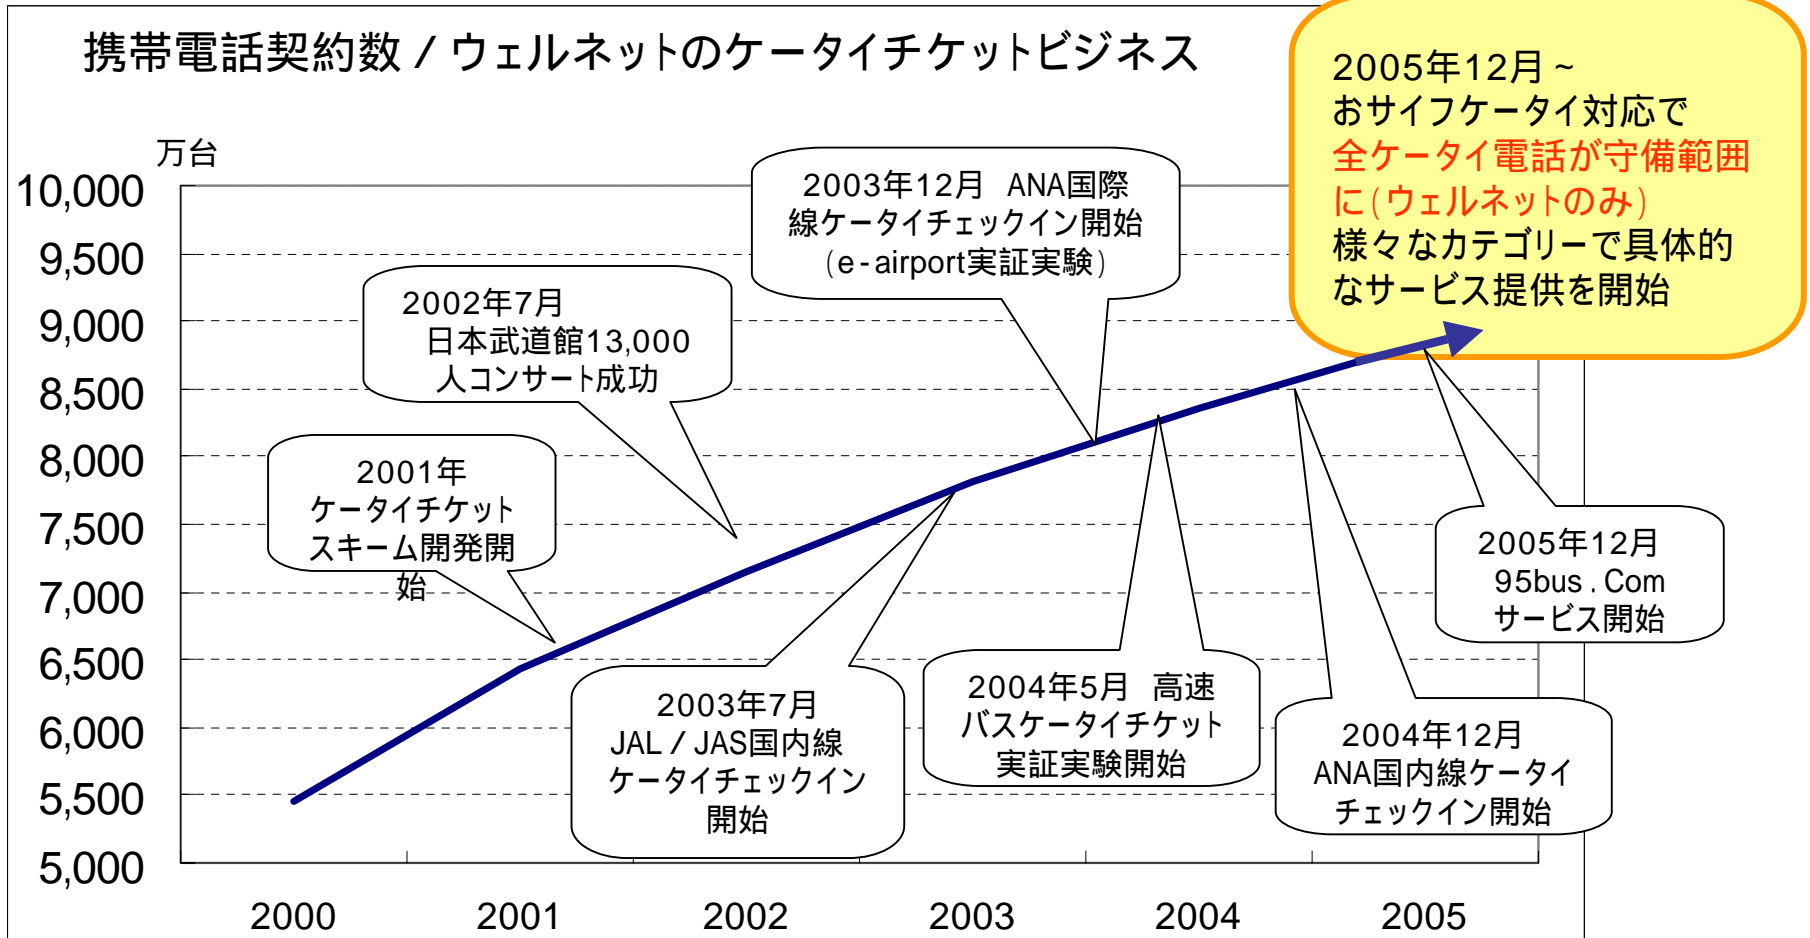 携帯電話契約数 / ウェルネットのケータイチケットビジネス
2005年12月 ~
おサイフケータイ対応で
全ケータイ電話が守備範囲
に(ウェルネットのみ)
様々なカテゴリーで具体的
なサービス提供を開始
万台
10,000
9,500
9,000
8,500
8,000
7,500
7,000
6,500
6,000
5,500
5,000
2003年12月 ANA国際
線ケータイチェックイン開始
(e-airport実証実験)
2002年7月
日本武道館13,000
人コンサート成功
2001年
ケータイチケット
スキーム開発開
始
2003年7月
JAL / JAS国内線
ケータイチェックイン
開始
2004年5月 高速
バスケータイチケット
実証実験開始
2004年12月
ANA国内線ケータイ
チェックイン開始
2005年12月
95bus.Com
サービス開始
2000
2001
2002
2003
2004
2005